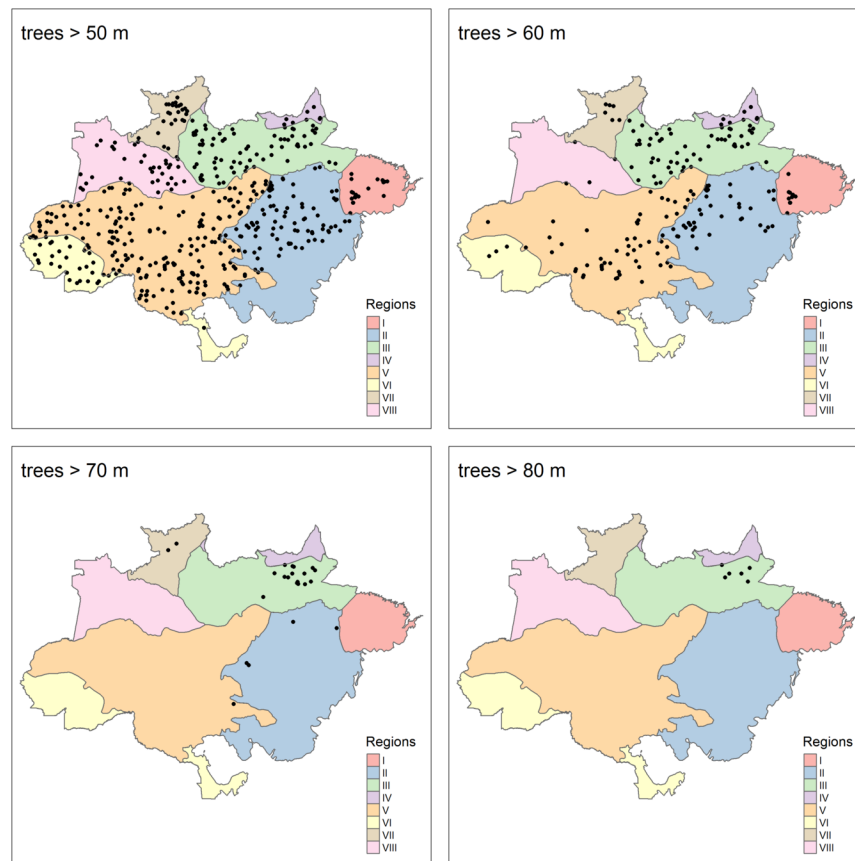 trees > 50 m
Regions
I
II
III
IV
V
VI
VII
VIII
trees > 60 m
Regions
I
II
III
IV
V
VI
VII
VIII
trees > 70 m
Regions
I
II
III
IV
V
VI
VII
VIII
trees > 80 m
Regions
I
II
III
IV
V
VI
VII
VIII